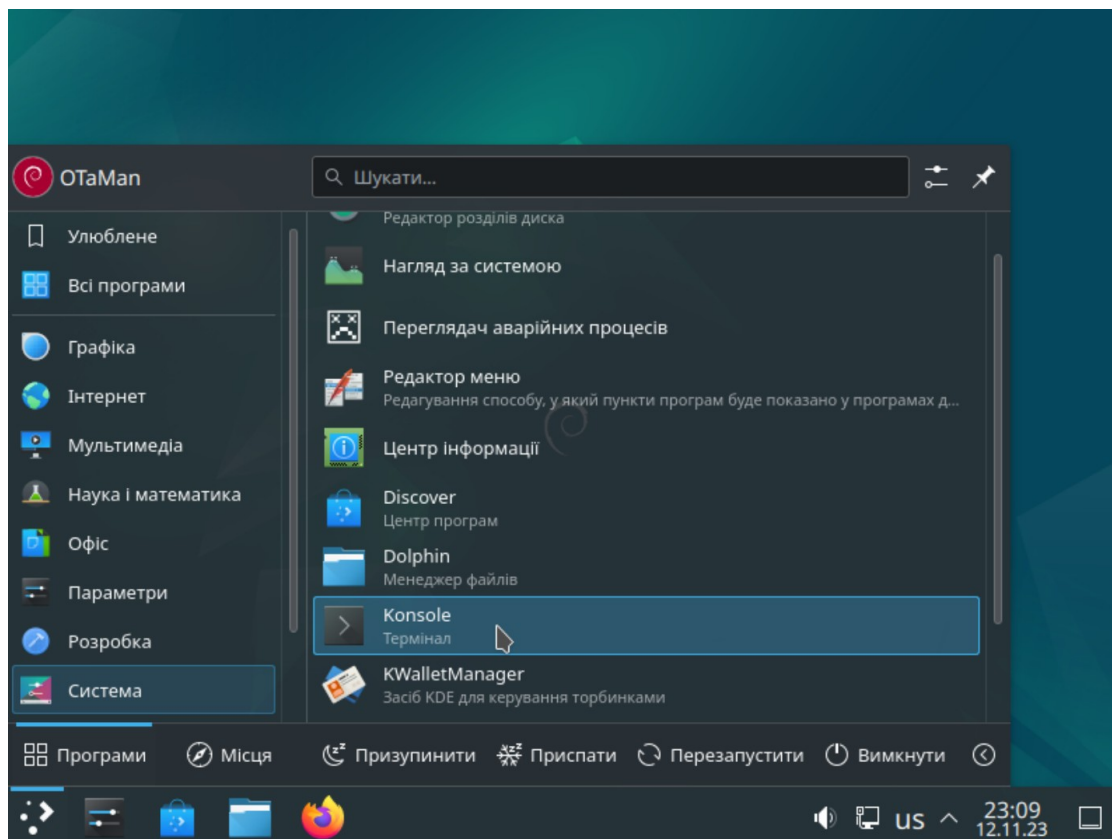 OTaMan
Шукати...
Улюблене
Всі програми
Графіка
Інтернет
Мультимедіа
Наука і математика
Офіс
Параметри
Розробка
Система
Редактор розділів диска
Нагляд за системою
Переглядач аварійних процесів
Редактор меню
Редагування способу, у який пункти програм буде показано у програмах д...
Центр інформації
Discover
Центр програм
Dolphin
Менеджер файлів
Konsole
Термінал
KWalletManager
Засіб KDE для керування торбинками
Програми Місця Призупинити Приспати Перезапустити Вимкнути
us 23:09
12.11.23